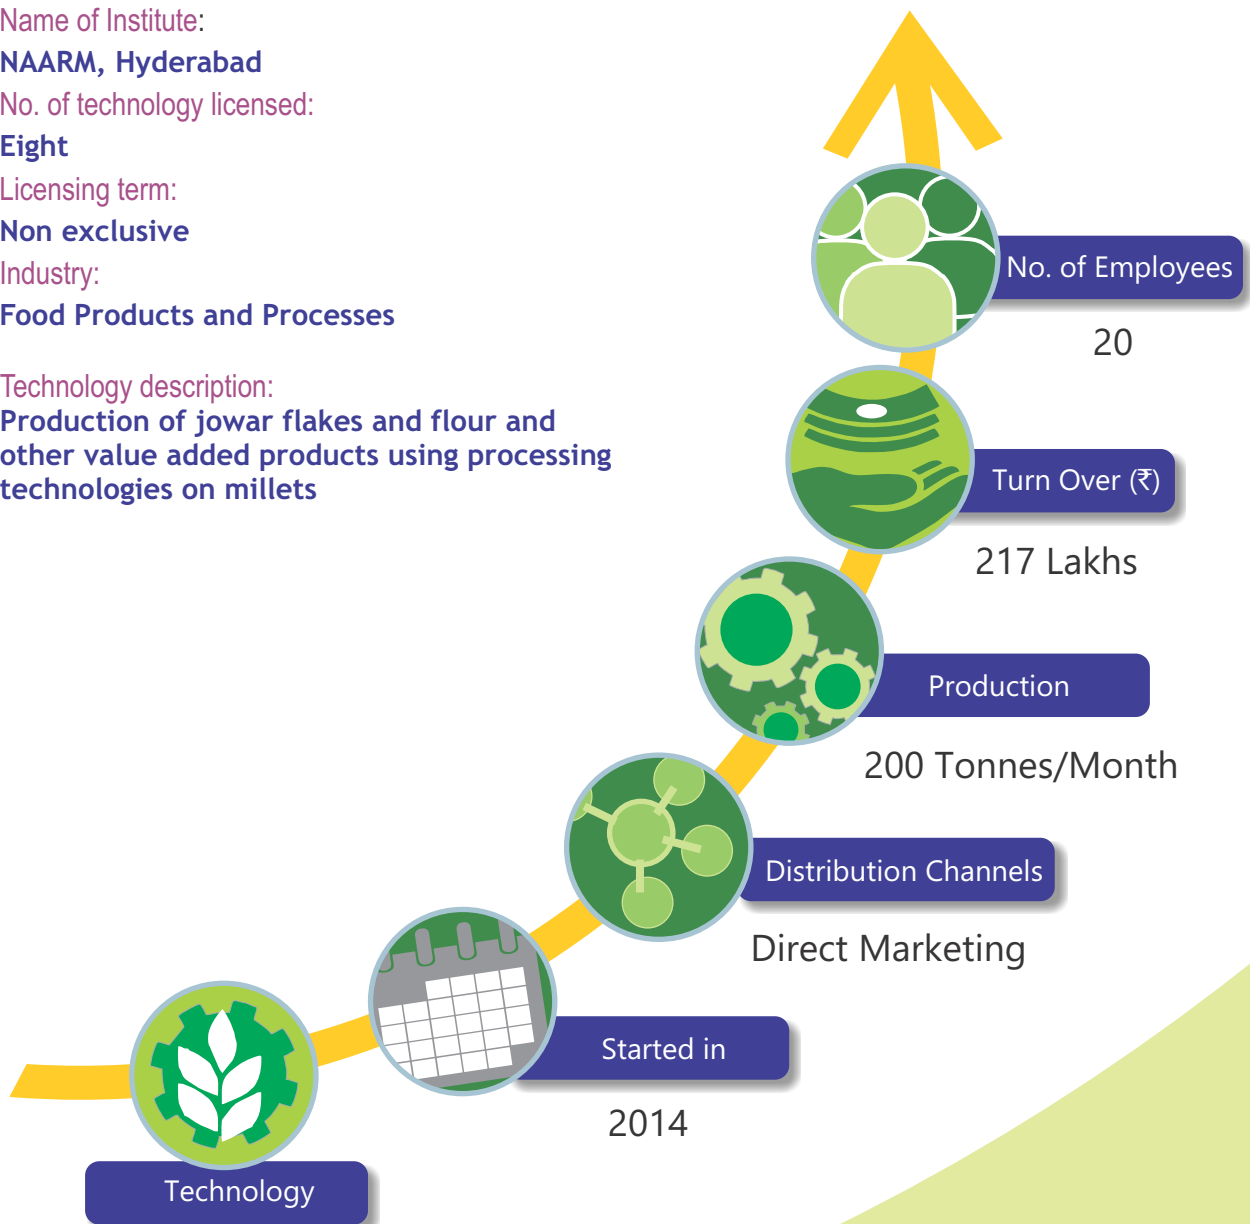 Name of Institute:
NAARM, Hyderabad
No. of technology licensed:
Eight
Licensing term:
Non exclusive
Industry:
Food Products and Processes
Technology description:
Production of jowar flakes and flour and
other value added products using processing
technologies on millets
No. of Employees
20
Turn Over (₹)
217 Lakhs
Production
200 Tonnes/Month
Distribution Channels
Direct Marketing
Started in
2014
Technology